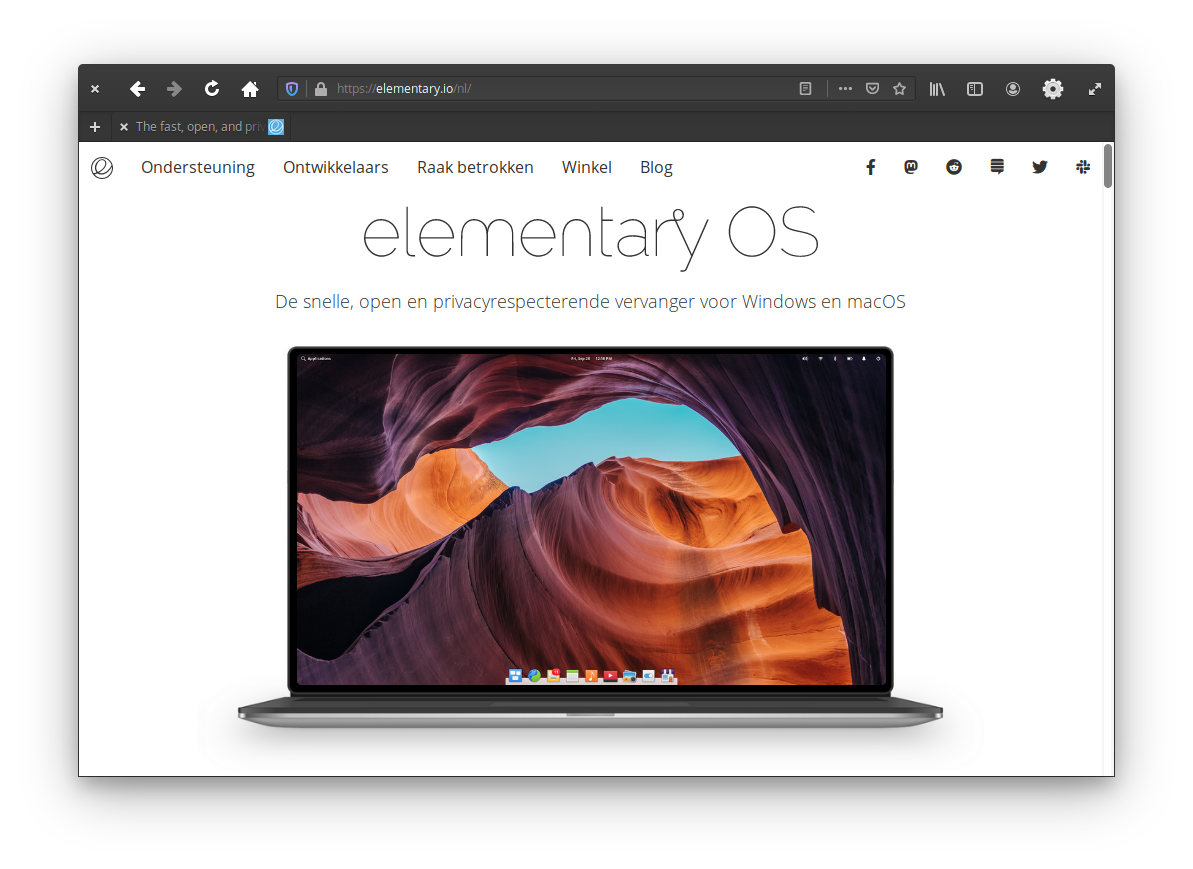 https://elementary.io/nl/
The fast, open, and priv
Ondersteuning Ontwikkelaars Raak betrokken Winkel Blog
elementary OS
De snelle, open en privacyrespecterende vervanger voor Windows en macOS
Applications